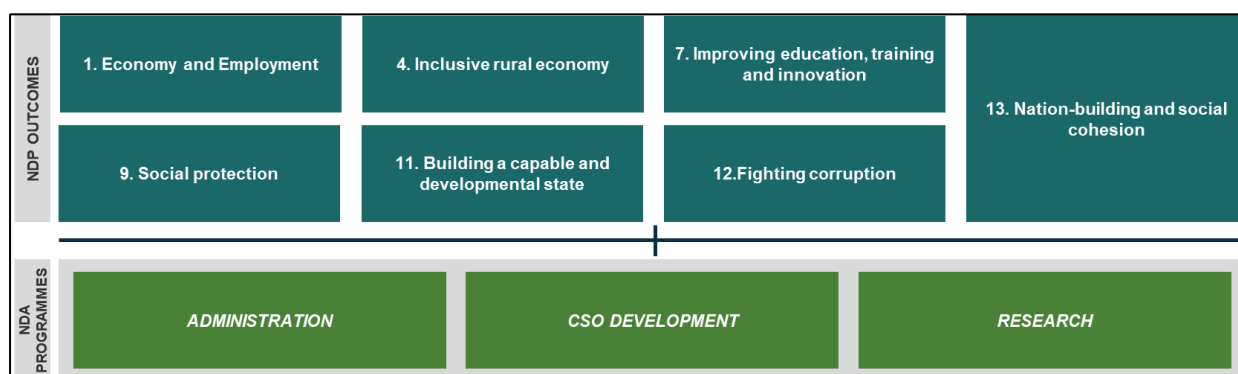 NDP OUTCOMES
1. Economy and Employment
4. Inclusive rural economy
7. Improving education, training
and innovation
13. Nation-building and social
cohesion
9. Social protection
11. Building a capable and
developmental state
12.Fighting corruption
NDA
PROGRAMMES
ADMINISTRATION
CSO DEVELOPMENT
RESEARCH